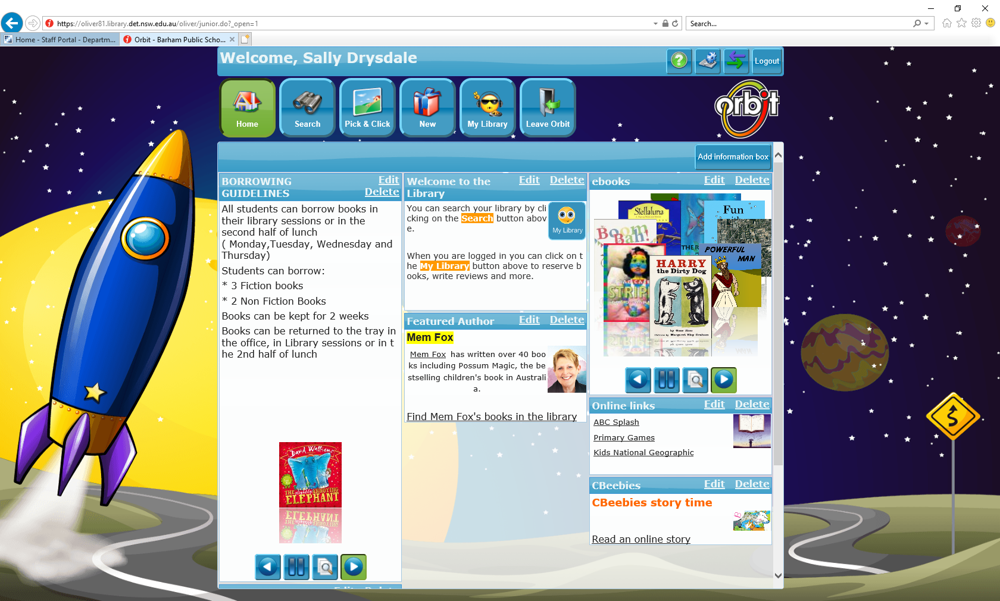 https://oliver81.library.det.nsw.edu.au/oliver/junior.do?_open=1
Search...
Home - Staff Portal - Departm...
Orbit - Barham Public Scho...
Welcome, Sally Drysdale
Logout
Home
Search
Pick & Click
New
My Library
Leave Orbit
orbit
Add information box
BORROWING
GUIDELINES
Edit
Delete
All students can borrow books in
their library sessions or in the
second half of lunch
( Monday,Tuesday, Wednesday and
Thursday)
Students can borrow:
* 3 Fiction books
* 2 Non Fiction Books
Books can be kept for 2 weeks
Books can be returned to the tray in
the office, in Library sessions or in t
he 2nd half of lunch
David Walliams
THE slightly ANNOYING
ELEPHANT
Edit Delete
Welcome to the
Library
Edit Delete
You can search your library by cli
cking on the Search button abov
e.
My Library
When you are logged in you can click on t
he My Library button above to reserve b
ooks, write reviews and more.
Featured Author
Edit Delete
Mem Fox
Mem Fox has written over 40 boo
ks including Possum Magic, the be
stselling children's book in Australi
a.
Find Mem Fox's books in the library
ebooks
Edit Delete
Stellaluna
Fun
Boom
Bah!
POWERFUL
MAN
HARRY
the Dirty Dog
by Gene Zion
Pictures by Margaret Bloy Graham
Online links
Edit Delete
ABC Splash
Primary Games
Kids National Geographic
CBeebies
Edit Delete
CBeebies story time
Read an online story